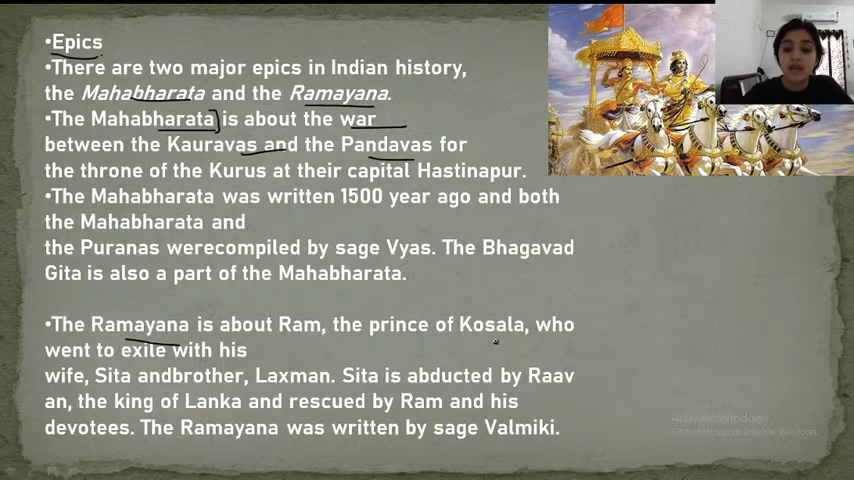 •Epics
•There are two major epics in Indian history,
the Mahabharata and the Ramayana.
•The Mahabharata is about the war
between the Kauravas and the Pandavas for
the throne of the Kurus at their capital Hastinapur.
•The Mahabharata was written 1500 year ago and both
the Mahabharata and
the Puranas werecompiled by sage Vyas. The Bhagavad
Gita is also a part of the Mahabharata.
•The Ramayana is about Ram, the prince of Kosala, who
went to exile with his
wife, Sita andbrother, Laxman. Sita is abducted by Raav
an, the king of Lanka and rescued by Ram and his
devotees. The Ramayana was written by sage Valmiki.
Activate Windows